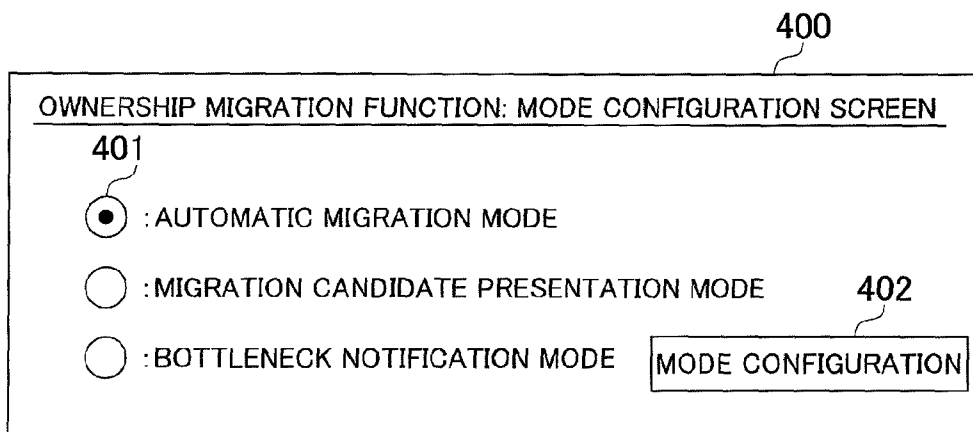 400
OWNERSHIP MIGRATION FUNCTION: MODE CONFIGURATION SCREEN
401
:AUTOMATIC MIGRATION MODE
:MIGRATION CANDIDATE PRESENTATION MODE
402
:BOTTLENECK NOTIFICATION MODE
MODE CONFIGURATION